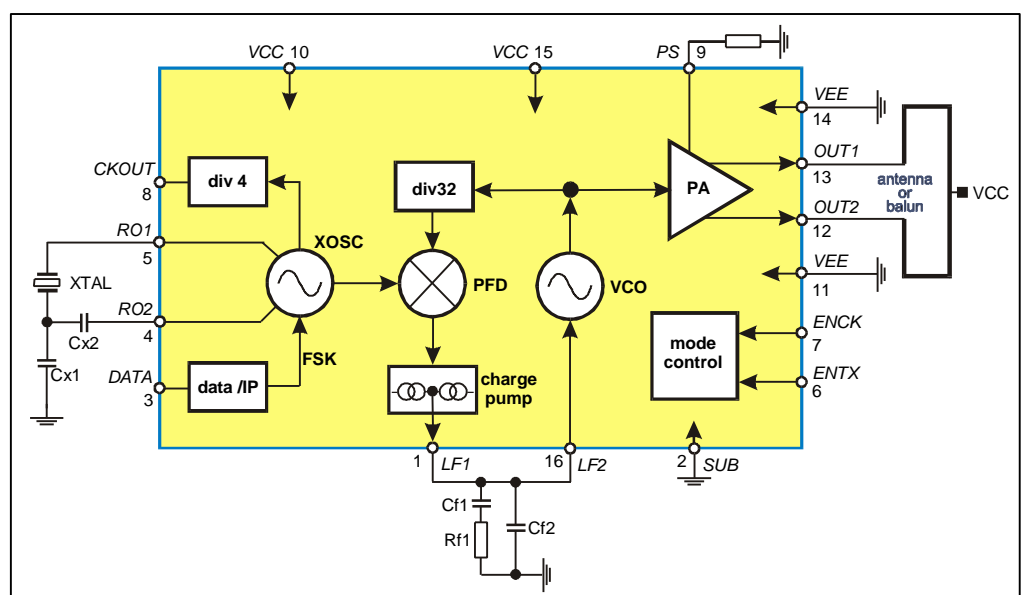 VCC 10
VCC 15
PS
9
VEE
14
CKOUT
8
div 4
div32
PA
OUT1
13
antenna
or
balun
VCC
OUT2
12
RO1
5
XOSC
XTAL
PFD
VCO
VEE
11
RO2
4
Cx2
Cx1
FSK
ENCK
7
mode
control
DATA
3
data /IP
charge
pump
ENTX
6
1
LF1
16
LF2
2
SUB
Cf1
Rf1
Cf2